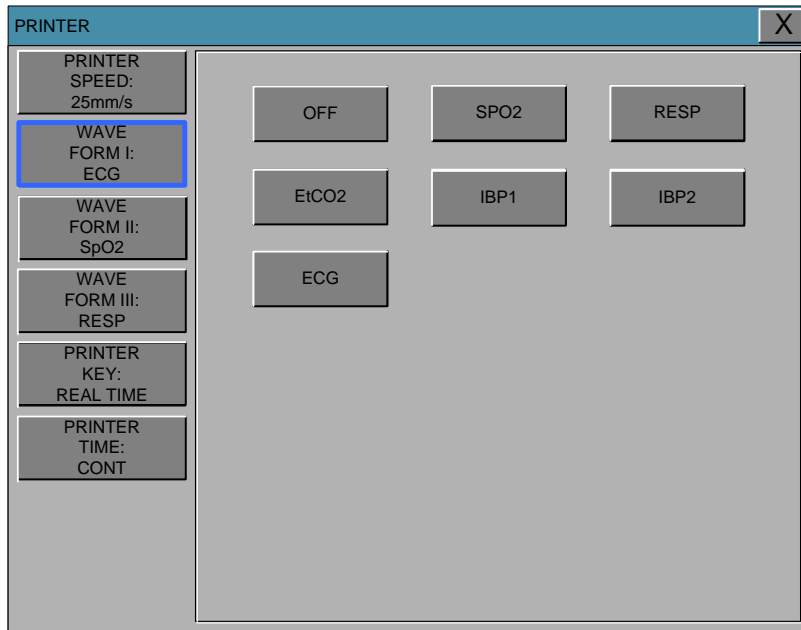 PRINTER
X
PRINTER
SPEED:
25mm/s
WAVE
FORM I:
ECG
WAVE
FORM II:
SpO2
WAVE
FORM III:
RESP
PRINTER
KEY:
REAL TIME
PRINTER
TIME:
CONT
OFF
SPO2
RESP
EtCO2
IBP1
IBP2
ECG